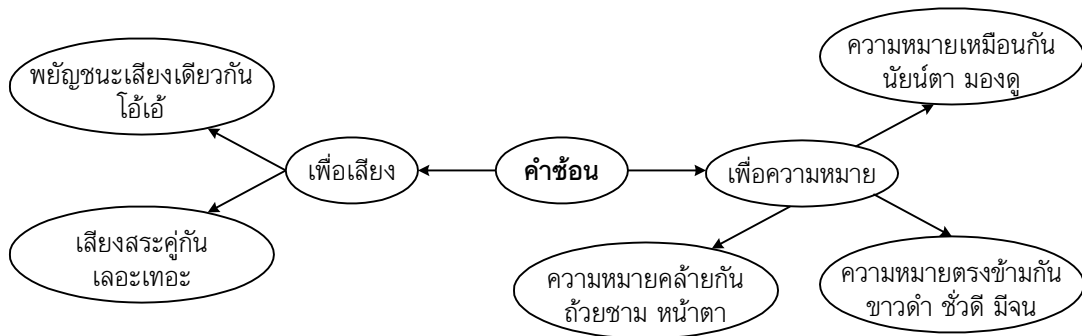 ความหมายเหมือนกัน
นัยน์ตา มองดู
พยัญชนะเสียงเดียวกัน
โอ้เอ้
เพื่อเสียง
คำซ้อน
เพื่อความหมาย
เสียงสระคู่กัน
เลอะเทอะ
ความหมายคล้ายกัน
ถ้วยชาม หน้าตา
ความหมายตรงข้ามกัน
ขาวดำ ชั่วดี มีจน